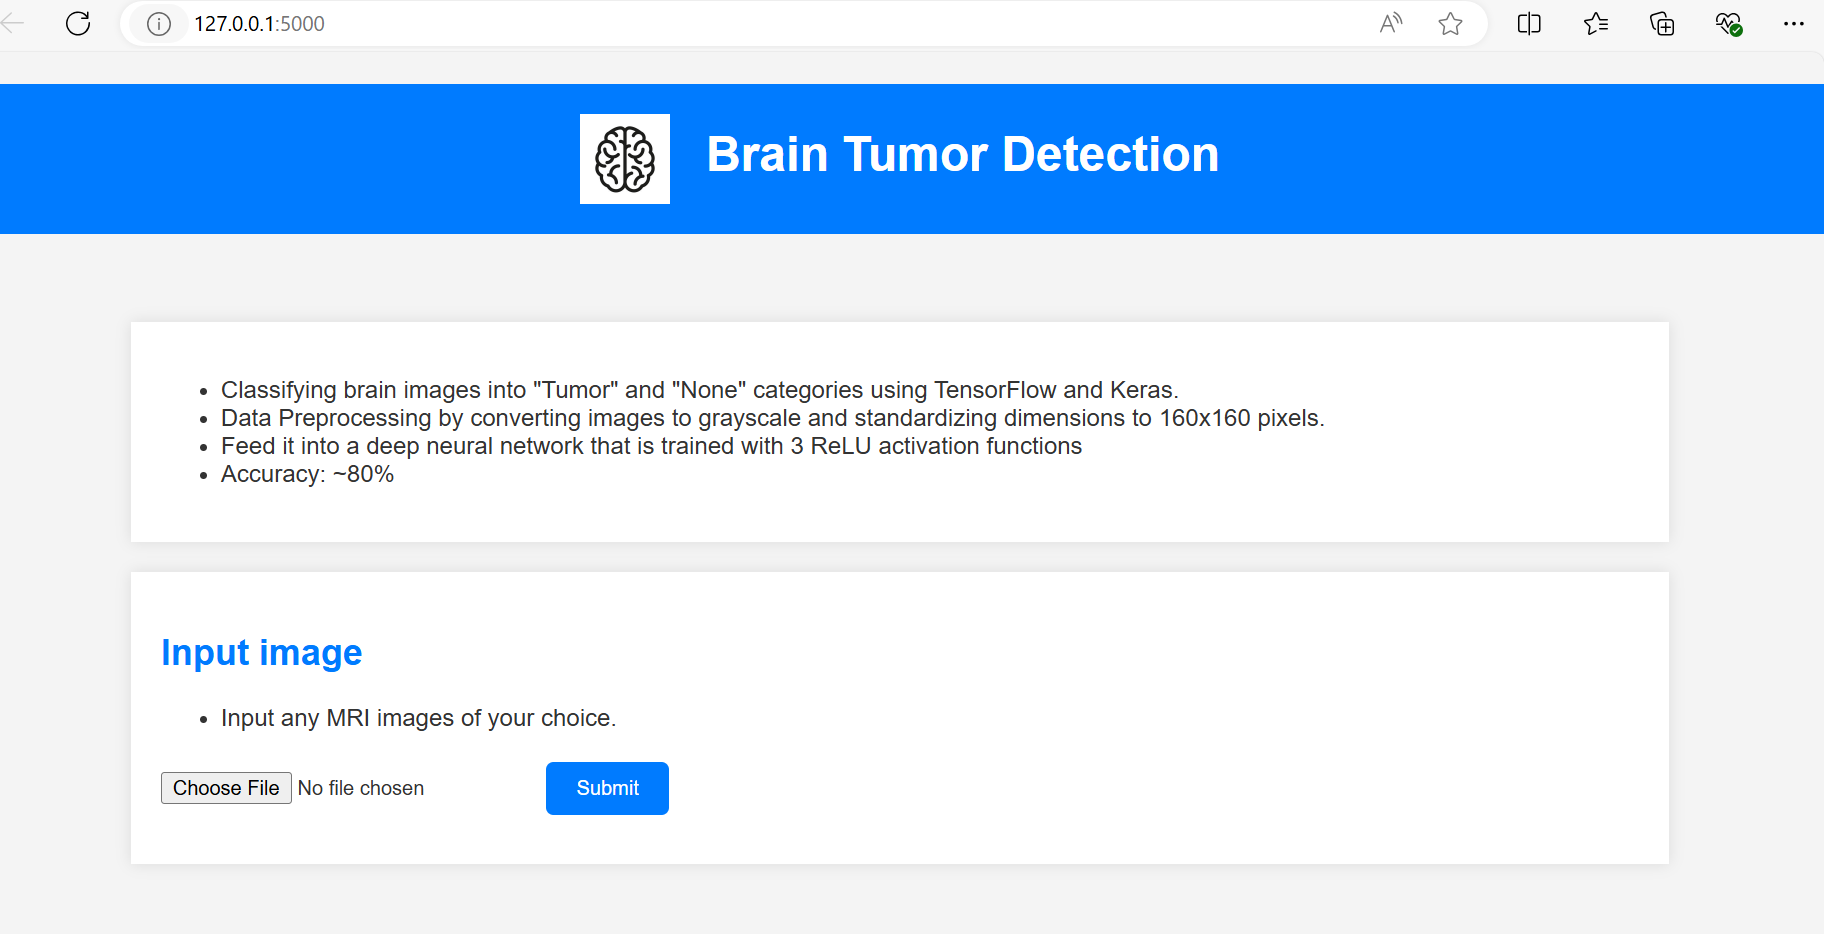 127.0.0.1:5000
Brain Tumor Detection
• Classifying brain images into "Tumor" and "None" categories using TensorFlow and Keras.
• Data Preprocessing by converting images to grayscale and standardizing dimensions to 160x160 pixels.
• Feed it into a deep neural network that is trained with 3 ReLU activation functions
• Accuracy: ~80%
Input image
• Input any MRI images of your choice.
Choose File No file chosen Submit